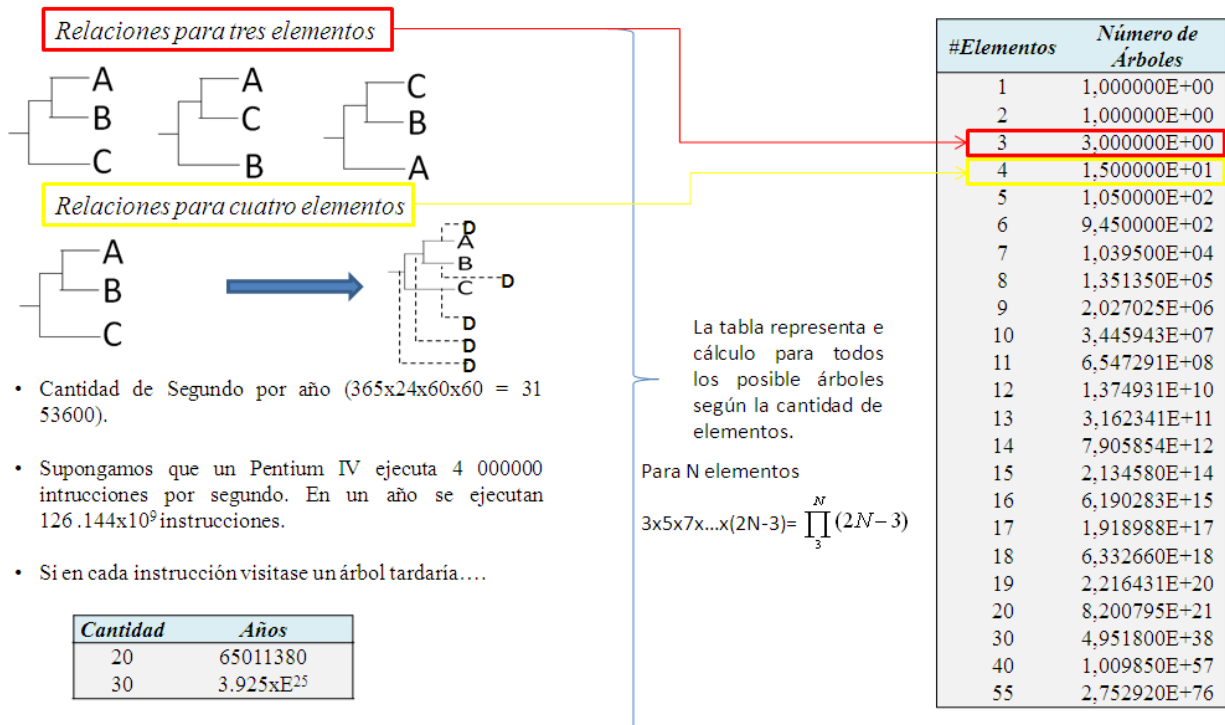 Relaciones para tres elementos
A
B
C
A
C
B
C
B
A
Relaciones para cuatro elementos
A
B
C
D
A
B
D
C
D
D
D
• Cantidad de Segundo por año (365x24x60x60 = 31
53600).
• Supongamos que un Pentium IV ejecuta 4 000000
intrucciones por segundo. En un año se ejecutan
126.144x10⁹ instrucciones.
• Si en cada instrucción visitase un árbol tardaría….
Cantidad Años
20 65011380
30 3.925xE²⁵
La tabla representa e
cálculo para todos
los posible árboles
según la cantidad de
elementos.
Para N elementos
3x5x7x...x(2N-3)= ∏₃ᴺ (2N−3)
#Elementos Número de
Árboles
1 1,000000E+00
2 1,000000E+00
3 3,000000E+00
4 1,500000E+01
5 1,050000E+02
6 9,450000E+02
7 1,039500E+04
8 1,351350E+05
9 2,027025E+06
10 3,445943E+07
11 6,547291E+08
12 1,374931E+10
13 3,162341E+11
14 7,905854E+12
15 2,134580E+14
16 6,190283E+15
17 1,918988E+17
18 6,332660E+18
19 2,216431E+20
20 8,200795E+21
30 4,951800E+38
40 1,009850E+57
55 2,752920E+76